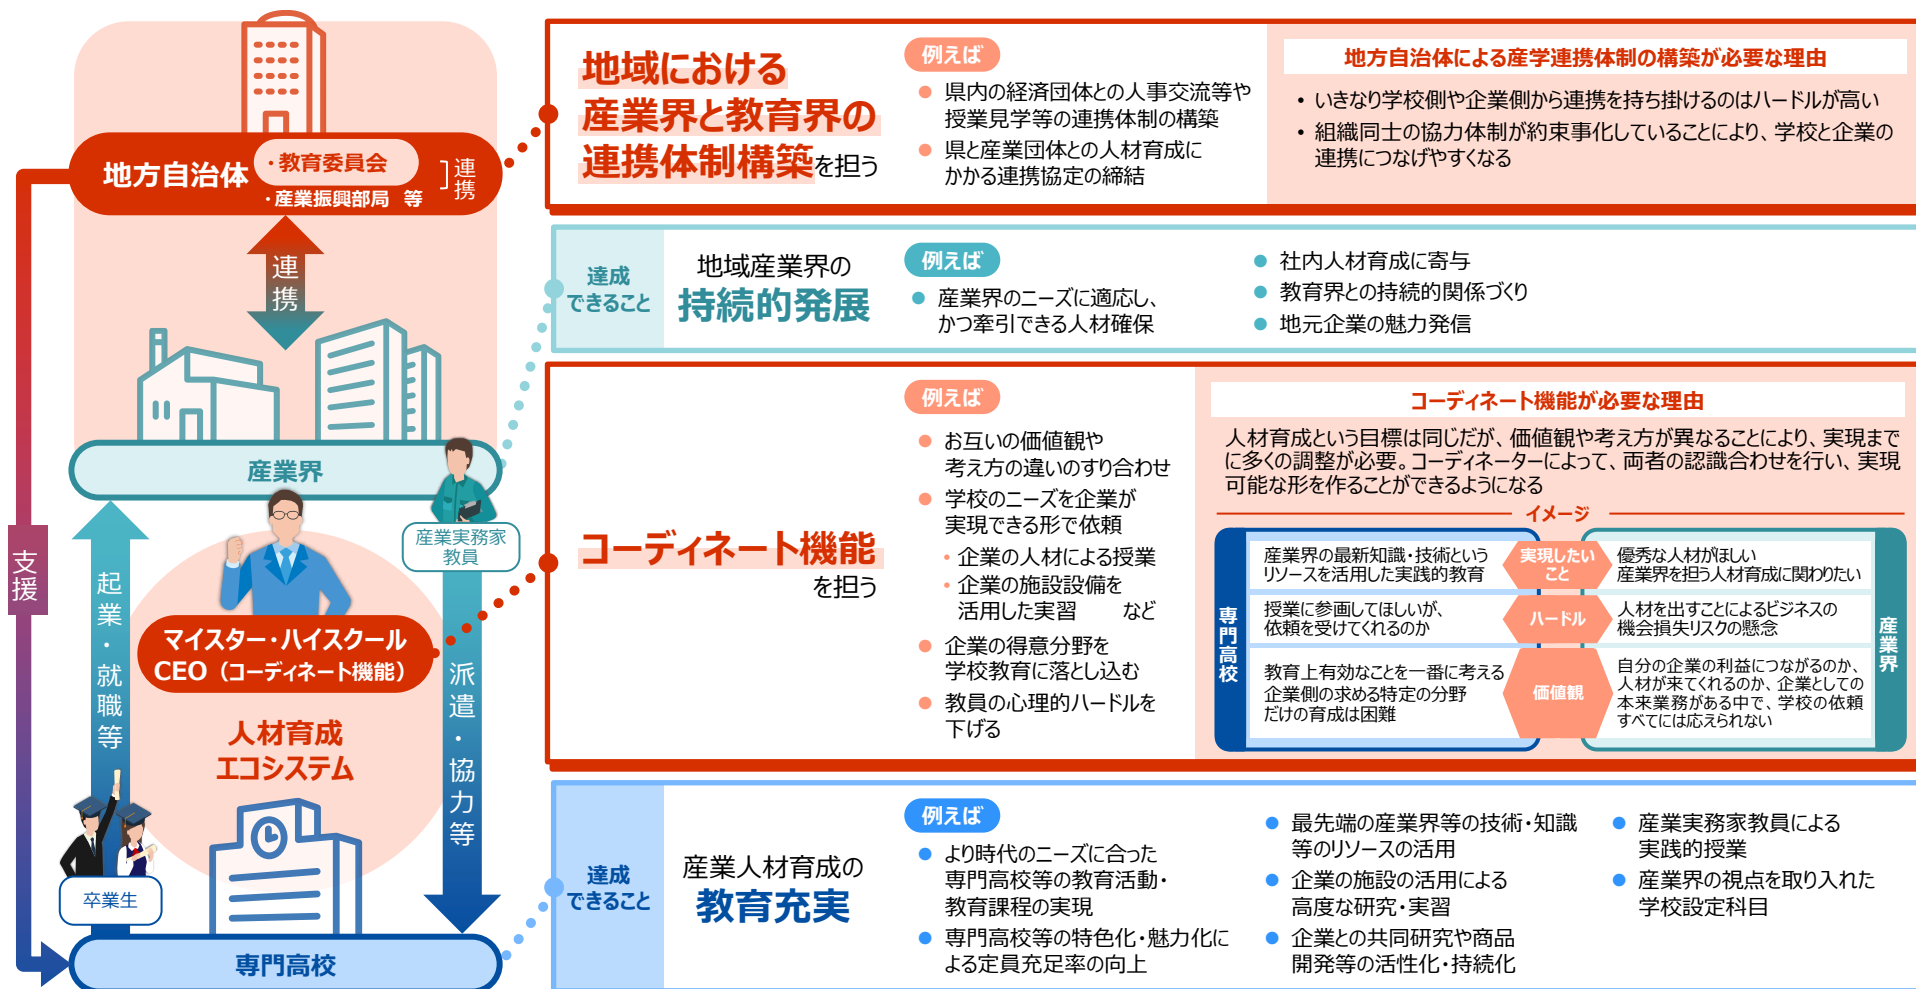 地方自治体
・教育委員会
・産業振興部局 等
連携
連携
産業界
産業実務家
教員
支援
起業・就職等
マイスター・ハイスクール
CEO（コーディネート機能）
派遣・協力等
人材育成
エコシステム
卒業生
専門高校
地域における
産業界と教育界の
連携体制構築を担う
例えば
● 県内の経済団体との人事交流等や
授業見学等の連携体制の構築
● 県と産業団体との人材育成に
かかる連携協定の締結
地方自治体による産学連携体制の構築が必要な理由
• いきなり学校側や企業側から連携を持ち掛けるのはハードルが高い
• 組織同士の協力体制が約束事化していることにより、学校と企業の
連携につなげやすくなる
達成
できること
地域産業界の
持続的発展
例えば
● 産業界のニーズに適応し、
かつ牽引できる人材確保
● 社内人材育成に寄与
● 教育界との持続的関係づくり
● 地元企業の魅力発信
コーディネート機能
を担う
例えば
● お互いの価値観や
考え方の違いのすり合わせ
● 学校のニーズを企業が
実現できる形で依頼
• 企業の人材による授業
• 企業の施設設備を
活用した実習 など
● 企業の得意分野を
学校教育に落とし込む
● 教員の心理的ハードルを
下げる
コーディネート機能が必要な理由
人材育成という目標は同じだが、価値観や考え方が異なることにより、実現まで
に多くの調整が必要。コーディネーターによって、両者の認識合わせを行い、実現
可能な形を作ることができるようになる
イメージ
専門高校
産業界の最新知識・技術という
リソースを活用した実践的教育
実現したい
こと
優秀な人材がほしい
産業界を担う人材育成に関わりたい
授業に参画してほしいが、
依頼を受けてくれるのか
ハードル
人材を出すことによるビジネスの
機会損失リスクの懸念
教育上有効なことを一番に考える
企業側の求める特定の分野
だけの育成は困難
価値観
自分の企業の利益につながるのか、
人材が来てくれるのか、企業としての
本来業務がある中で、学校の依頼
すべてには応えられない
産業界
達成
できること
産業人材育成の
教育充実
例えば
● より時代のニーズに合った
専門高校等の教育活動・
教育課程の実現
● 専門高校等の特色化・魅力化に
よる定員充足率の向上
● 最先端の産業界等の技術・知識
等のリソースの活用
● 企業の施設の活用による
高度な研究・実習
● 企業との共同研究や商品
開発等の活性化・持続化
● 産業実務家教員による
実践的授業
● 産業界の視点を取り入れた
学校設定科目